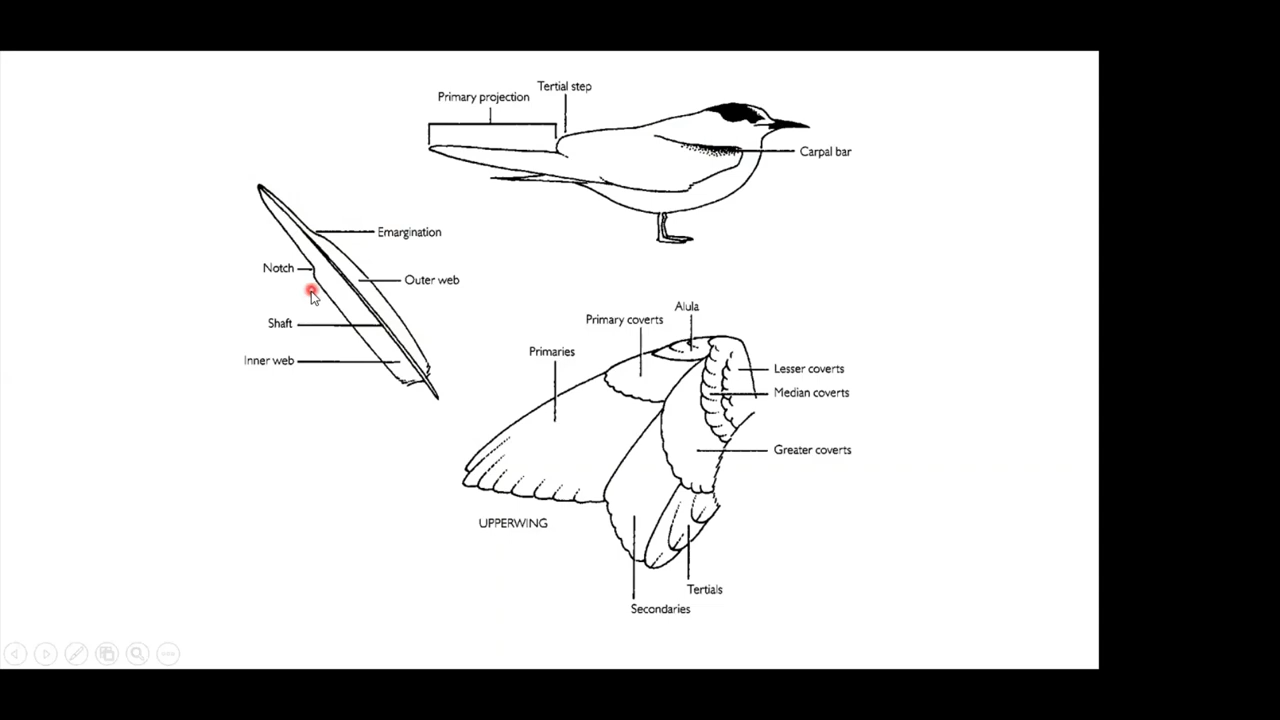 Tertial step
Primary projection
Carpal bar
Emargination
Notch
Outer web
Shaft
Inner web
Alula
Primary coverts
Primaries
Lesser coverts
Median coverts
Greater coverts
UPPERWING
Tertials
Secondaries